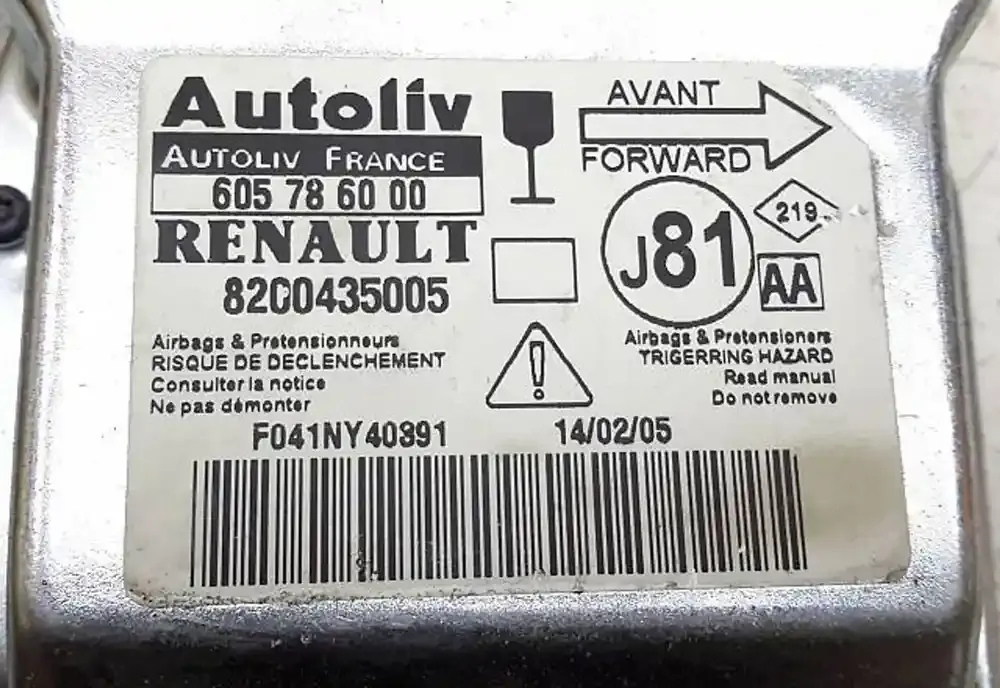 Autoliv
AUTOLIV FRANCE
605 78 60 00
RENAULT
8200435005
AVANT
FORWARD
J81
219
AA
Airbags & Pretensionneurs
RISQUE DE DECLENCHEMENT
Consulter la notice
Ne pas démonter
Airbags & Pretensioners
TRIGERRING HAZARD
Read manual
Do not remove
F041NY40391
14/02/05